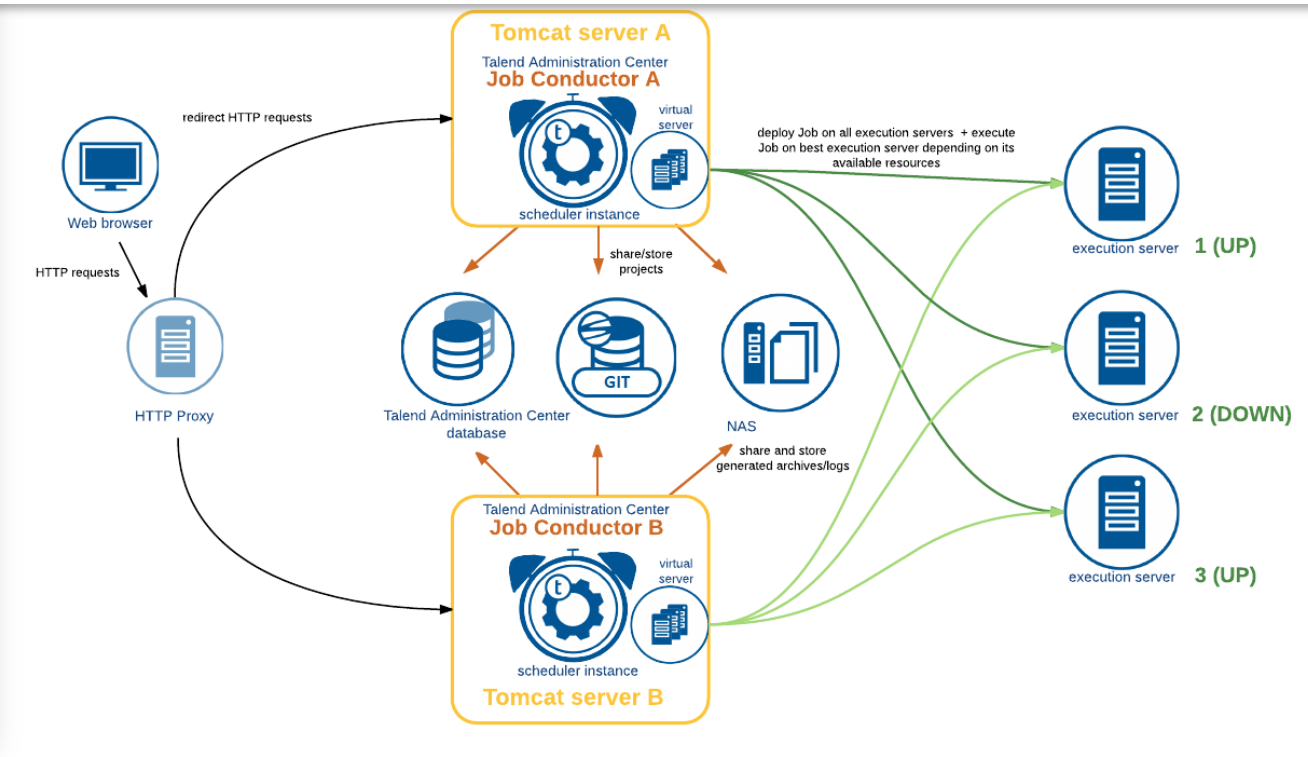 Tomcat server A
Talend Administration Center
Job Conductor A
t
virtual
server
scheduler instance
redirect HTTP requests
Web browser
HTTP requests
HTTP Proxy
deploy Job on all execution servers + execute
Job on best execution server depending on its
available resources
share/store
projects
Talend Administration Center
database
GIT
NAS
share and store
generated archives/logs
execution server
1 (UP)
execution server
2 (DOWN)
execution server
3 (UP)
Talend Administration Center
Job Conductor B
t
virtual
server
scheduler instance
Tomcat server B